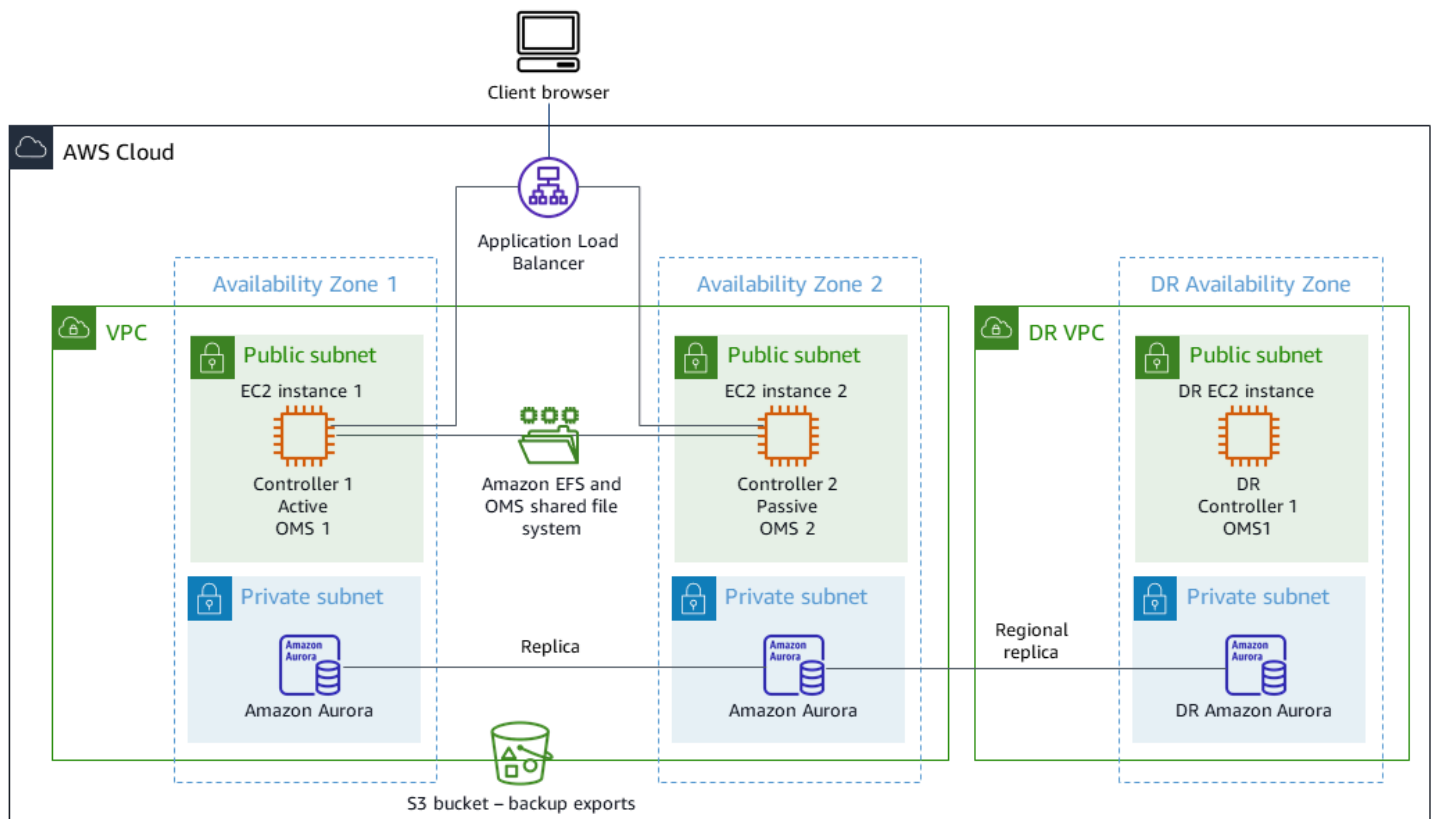 Client browser
AWS Cloud
Application Load
Balancer
Availability Zone 1
Availability Zone 2
DR Availability Zone
VPC
DR VPC
Public subnet
EC2 instance 1
Controller 1
Active
OMS 1
Amazon EFS and
OMS shared file
system
Public subnet
EC2 instance 2
Controller 2
Passive
OMS 2
Public subnet
DR EC2 instance
DR
Controller 1
OMS1
Private subnet
Amazon
Aurora
Amazon Aurora
Replica
Private subnet
Amazon
Aurora
Amazon Aurora
Regional
replica
Private subnet
Amazon
Aurora
DR Amazon Aurora
S3 bucket – backup exports